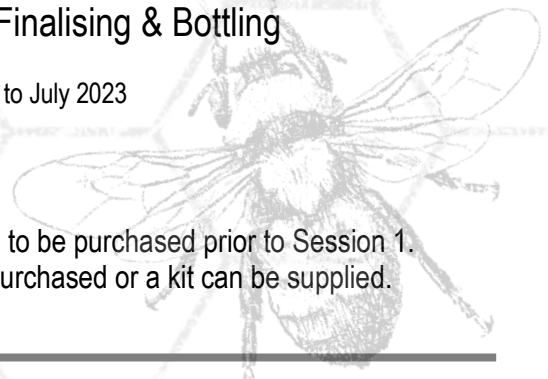 Finalising & Bottling
to July 2023
to be purchased prior to Session 1.
urchased or a kit can be supplied.